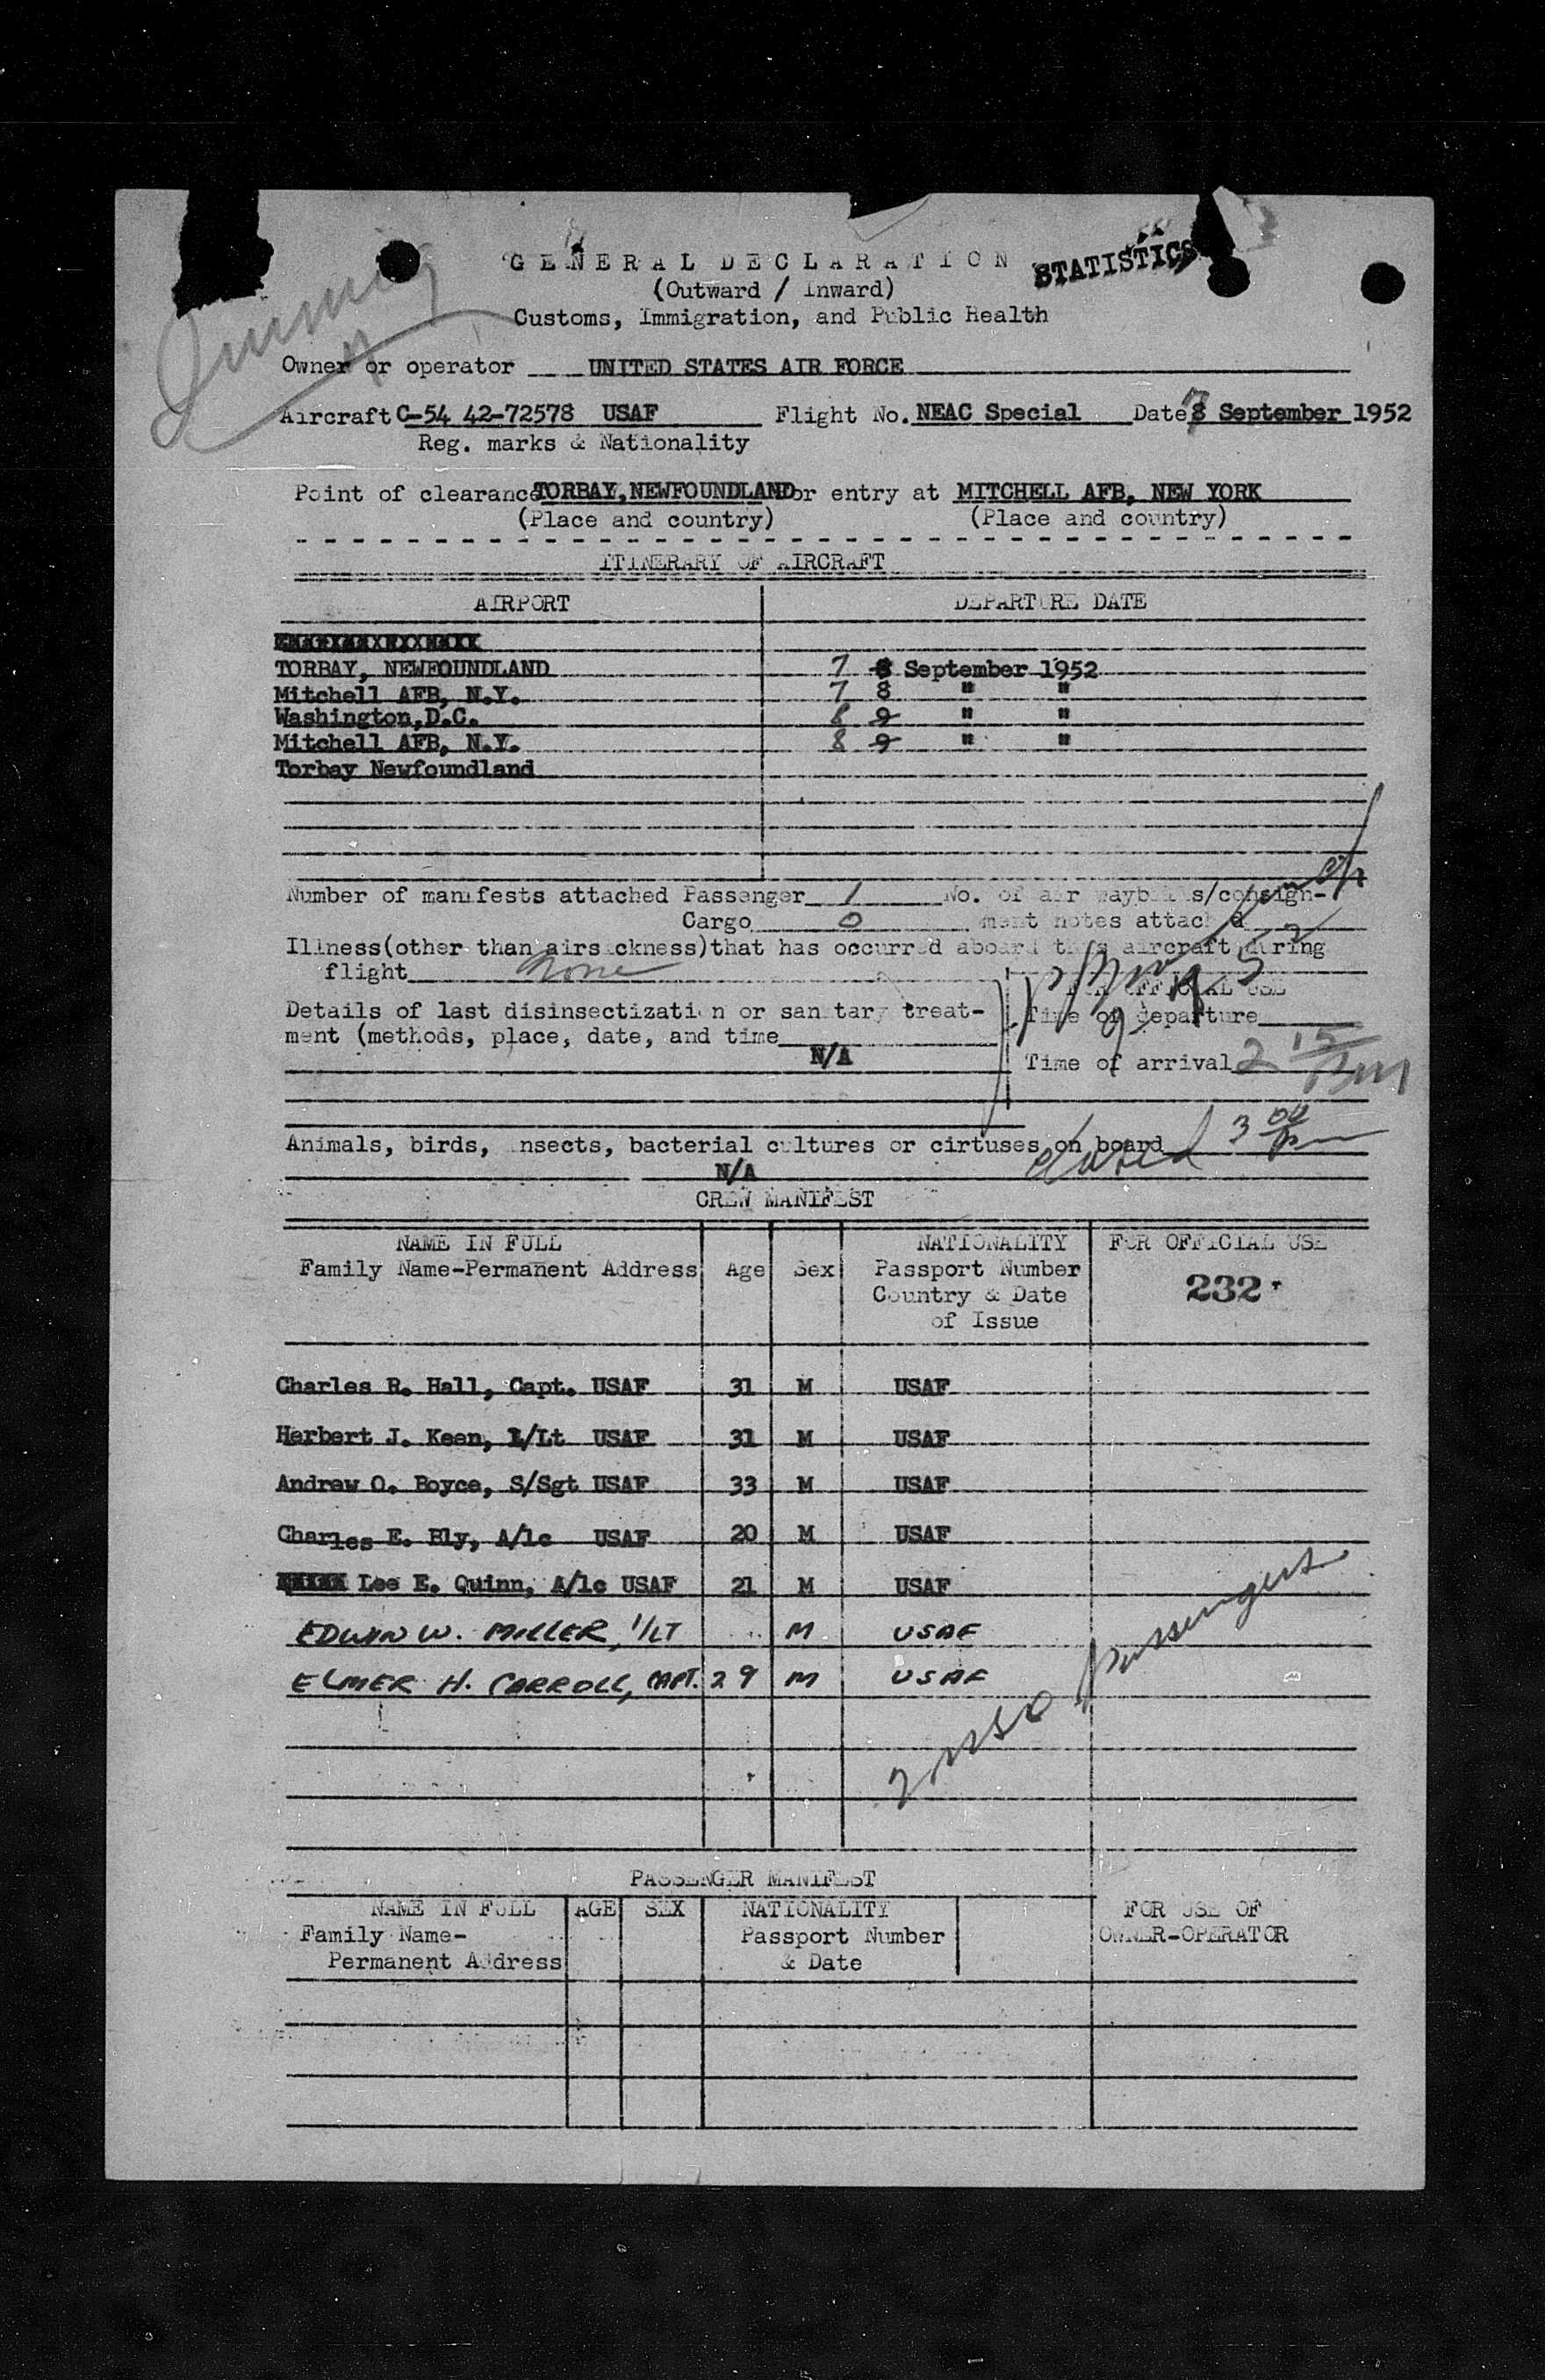 GENERAL DECLARATION
STATISTICS
(Outward / Inward)
Customs, Immigration, and Public Health
Owner or operator UNITED STATES AIR FORCE
Aircraft C-54 42-72578 USAF Flight No. NEAC Special Date 7 8 September 1952
Reg. marks & Nationality
Point of clearance TORBAY, NEWFOUNDLAND or entry at MITCHELL AFB, NEW YORK
(Place and country) (Place and country)
ITINERARY OF AIRCRAFT
AIRPORT DEPARTURE DATE
TORBAY, NEWFOUNDLAND 7 8 September 1952
Mitchell AFB, N.Y. 7 8 " "
Washington, D.C. 8 9 " "
Mitchell AFB, N.Y. 8 9 " "
Torbay Newfoundland
Number of manifests attached Passenger 1 No. of air waybills/consign-
Cargo 0 ment notes attached
Illness(other than airsickness)that has occurred aboard this aircraft during
flight None
FOR OFFICIAL USE
Details of last disinsectization or sanitary treat-
Time of departure
ment (methods, place, date, and time
N/A
Time of arrival 2 15 PM
Animals, birds, insects, bacterial cultures or cirtuses on board
closed 3 00 pm
N/A
CREW MANIFEST
NAME IN FULL NATIONALITY FOR OFFICIAL USE
Family Name-Permanent Address Age Sex Passport Number
232
Country & Date
of Issue
Charles R. Hall, Capt. USAF 31 M USAF
Herbert J. Keen, 1/Lt USAF 31 M USAF
Andrew O. Boyce, S/Sgt USAF 33 M USAF
Charles E. Bly, A/1c USAF 20 M USAF
Lee E. Quinn, A/1c USAF 21 M USAF
EDWIN W. MILLER, 1/LT M USAF
ELMER H. CARROLL, CAPT. 29 M USAF
passengers
PASSENGER MANIFEST
NAME IN FULL AGE SEX NATIONALITY FOR USE OF
Family Name- Passport Number OWNER-OPERATOR
Permanent Address & Date